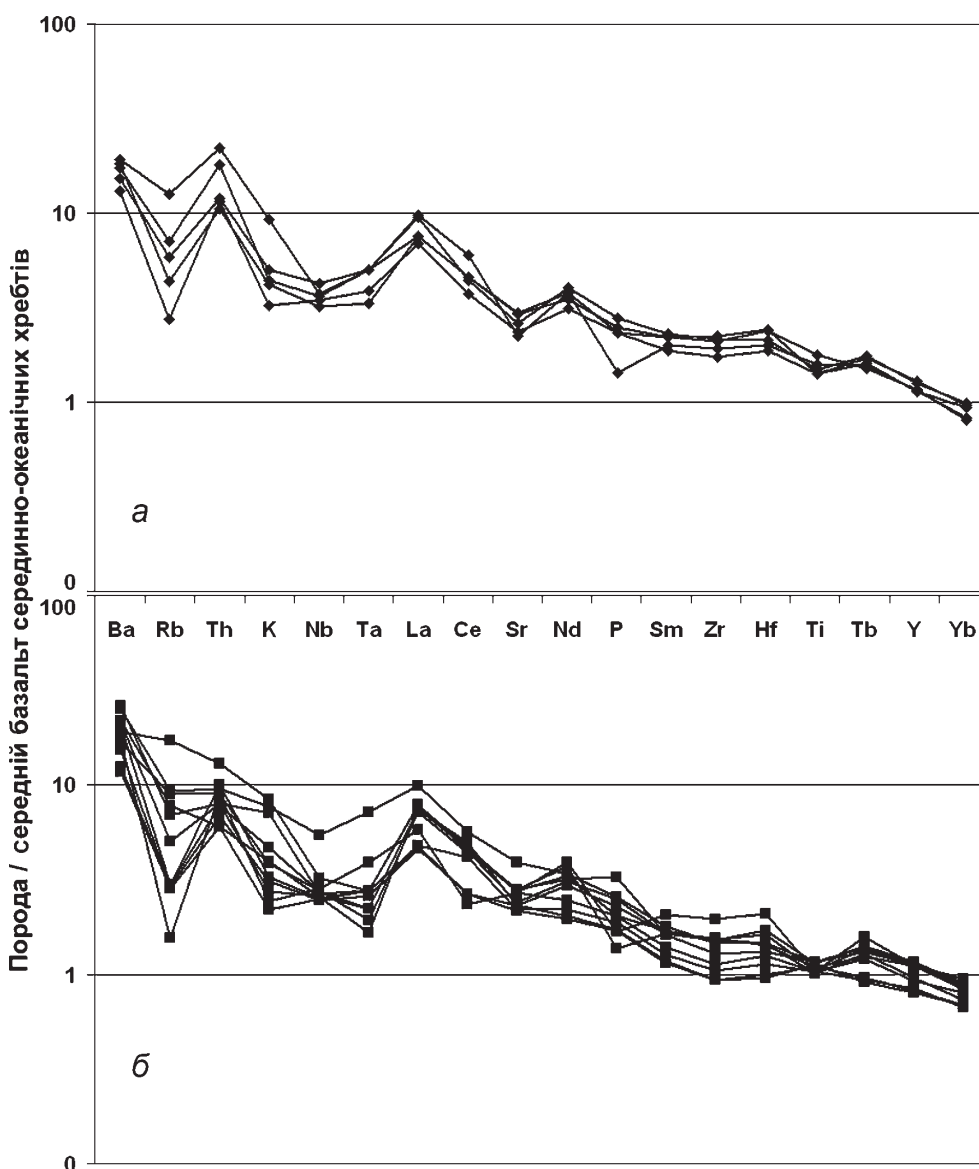 Порода / середній базальт серединно-океанічних хребтів
100
10
1
а
0
100
Ba Rb Th K Nb Ta La Ce Sr Nd P Sm Zr Hf Ti Tb Y Yb
10
1
б
0